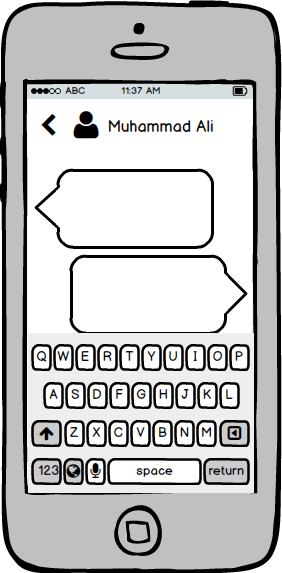 ABC 11:37 AM
Muhammad Ali
Q W E R T Y U I O P
A S D F G H J K L
Z X C V B N M
123 space return